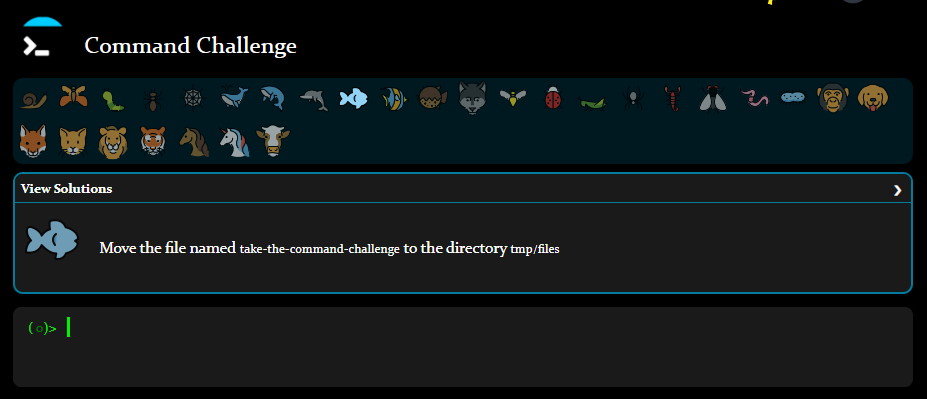 Command Challenge
View Solutions
Move the file named take-the-command-challenge to the directory tmp/files
(○)>